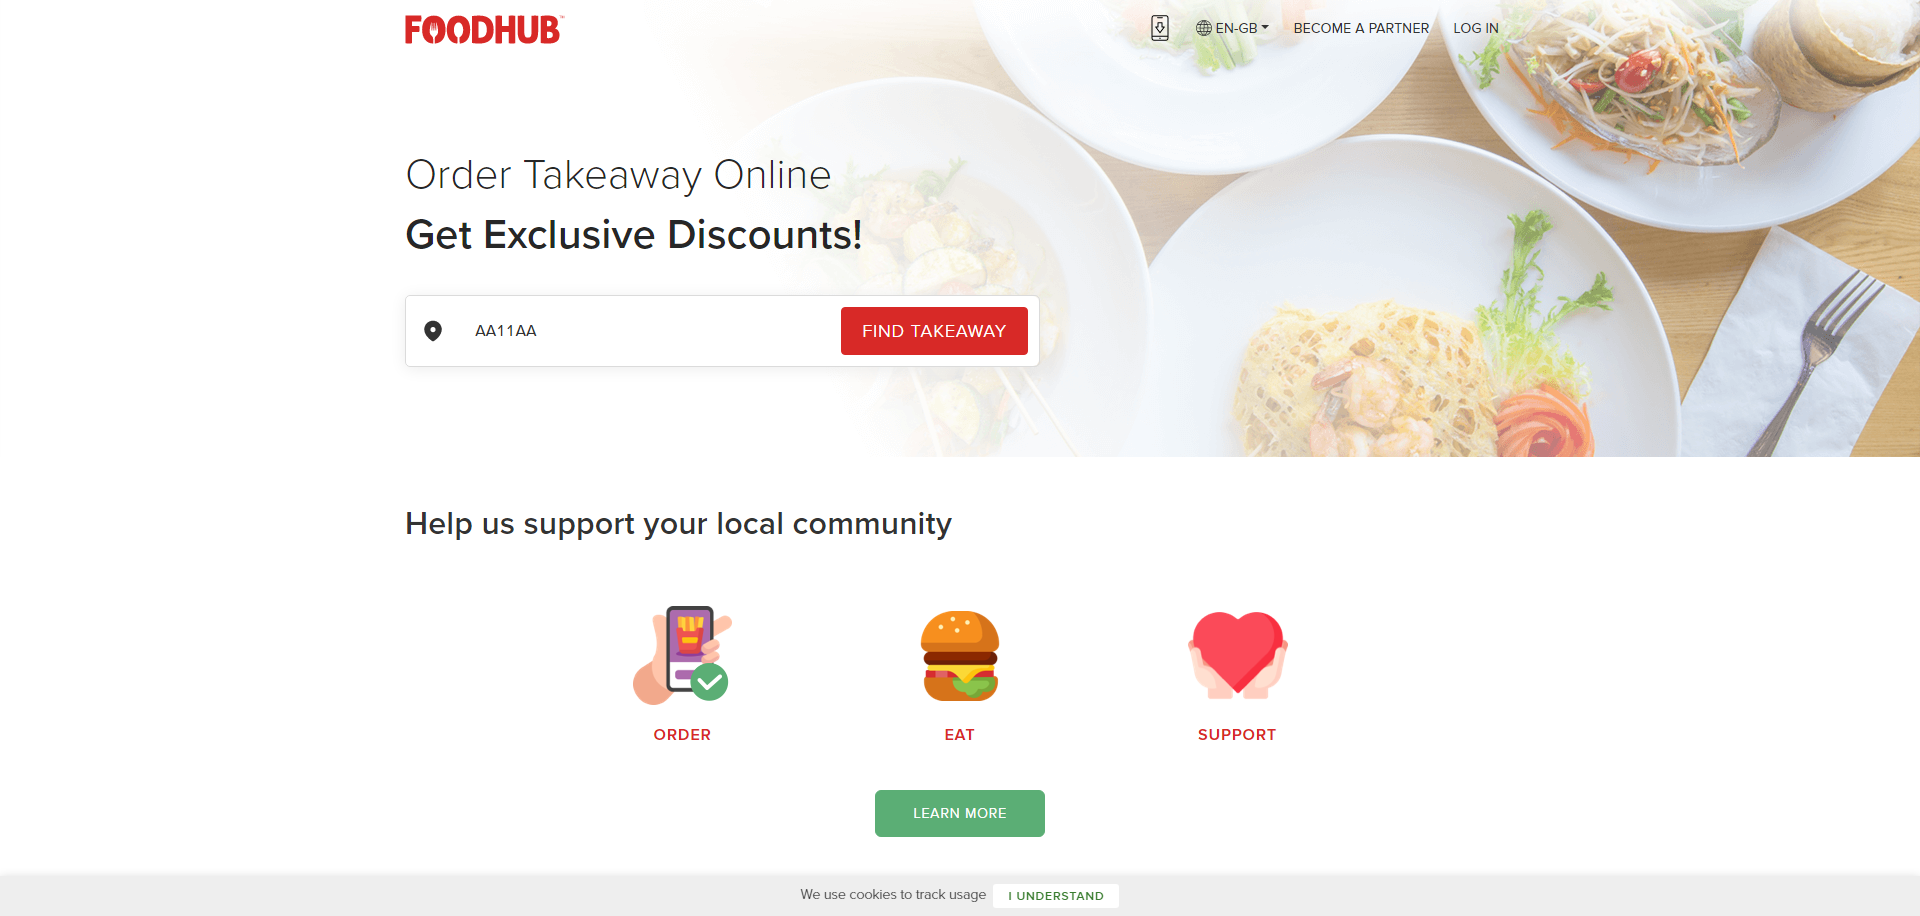 FOODHUB™
EN-GB
BECOME A PARTNER
LOG IN
Order Takeaway Online
Get Exclusive Discounts!
AA11AA
FIND TAKEAWAY
Help us support your local community
ORDER
EAT
SUPPORT
LEARN MORE
We use cookies to track usage
I UNDERSTAND